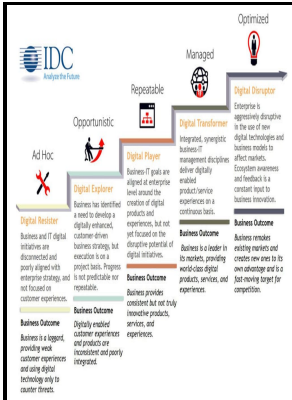 IDC
Analyze the Future
Optimized
Digital Disruptor
Enterprise is
aggressively disruptive
in the use of new
digital technologies and
business models to
affect markets.
Ecosystem awareness
and feedback is a
constant input to
business innovation.
Business Outcome
Business remakes
existing markets and
creates new ones to its
own advantage and is a
fast-moving target for
competition.
Managed
Digital Transformer
Integrated, synergistic
business-IT
management disciplines
deliver digitally
enabled
product/service
experiences on a
continuous basis.
Business Outcome
Business is a leader in
its markets, providing
world-class digital
products, services, and
experiences.
Repeatable
Digital Player
Business-IT goals are
aligned at enterprise
level around the
creation of digital
products and
experiences, but not
yet focused on the
disruptive potential of
digital initiatives.
Business Outcome
Business provides
consistent but not truly
innovative products,
services, and
experiences.
Opportunistic
Digital Explorer
Business has identified
a need to develop a
digitally enhanced,
customer-driven
business strategy, but
execution is on a
project basis. Progress
is not predictable nor
repeatable.
Business Outcome
Digitally enabled
customer experiences
and products are
inconsistent and poorly
integrated.
Ad Hoc
Digital Resister
Business and IT digital
initiatives are
disconnected and
poorly aligned with
enterprise strategy, and
not focused on
customer experiences.
Business Outcome
Business is a laggard,
providing weak
customer experiences
and using digital
technology only to
counter threats.